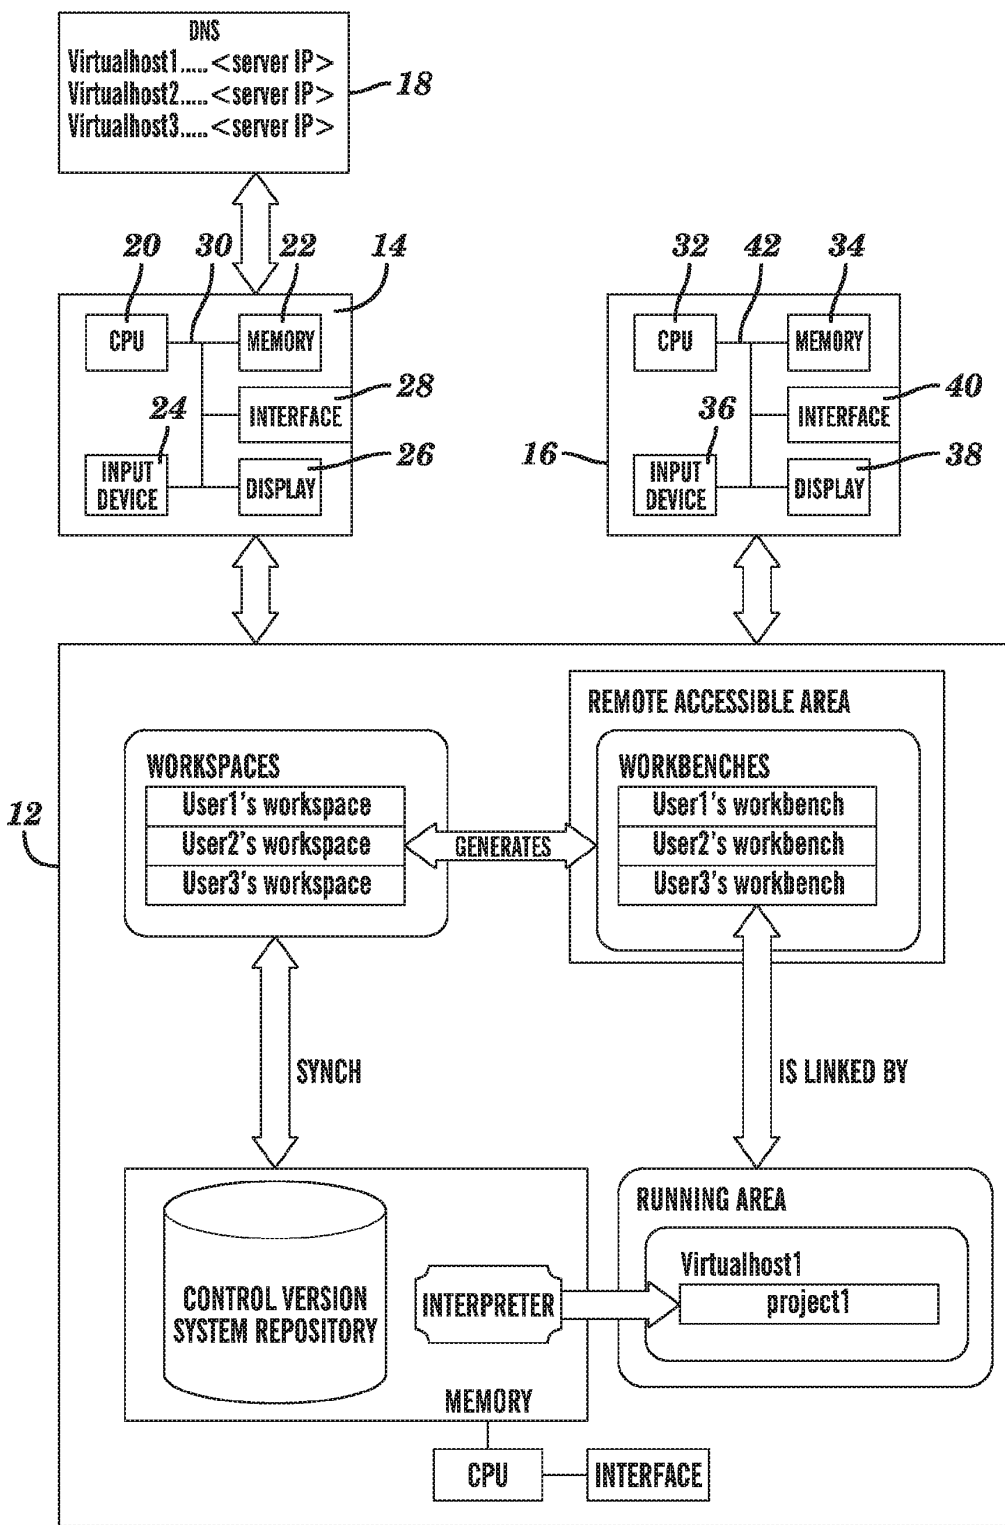 DNS
Virtualhost1.....<server IP>
Virtualhost2.....<server IP>
Virtualhost3.....<server IP>
18
20
30
22
14
32
42
34
CPU
MEMORY
CPU
MEMORY
28
40
24
INTERFACE
36
INTERFACE
26
16
38
INPUT
DEVICE
DISPLAY
INPUT
DEVICE
DISPLAY
12
REMOTE ACCESSIBLE AREA
WORKSPACES
User1's workspace
User2's workspace
User3's workspace
GENERATES
WORKBENCHES
User1's workbench
User2's workbench
User3's workbench
SYNCH
IS LINKED BY
CONTROL VERSION
SYSTEM REPOSITORY
INTERPRETER
MEMORY
RUNNING AREA
Virtualhost1
project1
CPU
INTERFACE